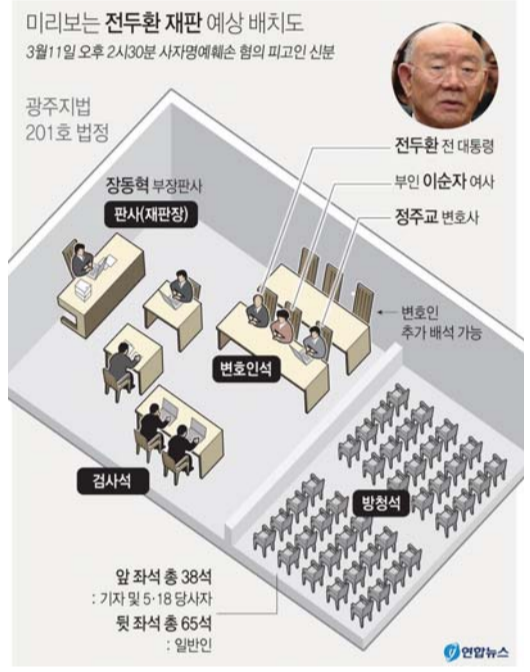 미리보는 전두환 재판 예상 배치도
3월11일 오후 2시30분 사자명예훼손 혐의 피고인 신분
광주지법
201호 법정
전두환 전 대통령
부인 이순자 여사
정주교 변호사
장동혁 부장판사
판사(재판장)
변호인
추가 배석 가능
변호인석
검사석
방청석
앞 좌석 총 38석
: 기자 및 5·18 당사자
뒷 좌석 총 65석
: 일반인
연합뉴스